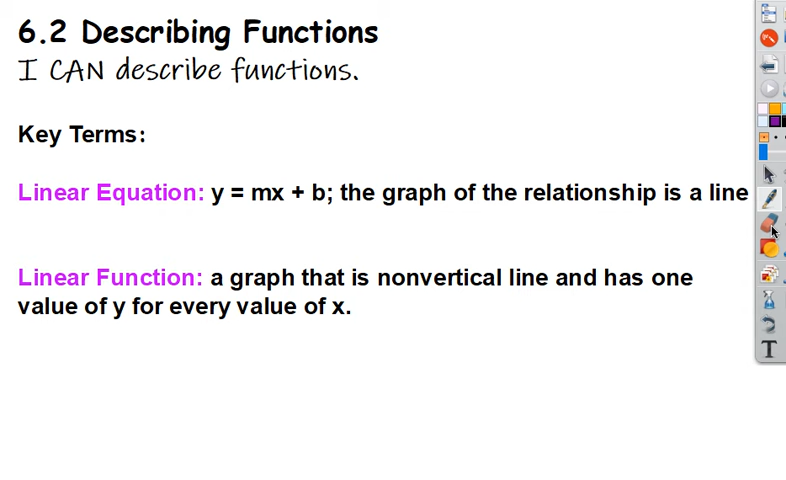 6.2 Describing Functions
I CAN describe functions.
Key Terms:
Linear Equation: y = mx + b; the graph of the relationship is a line
Linear Function: a graph that is nonvertical line and has one
value of y for every value of x.
T